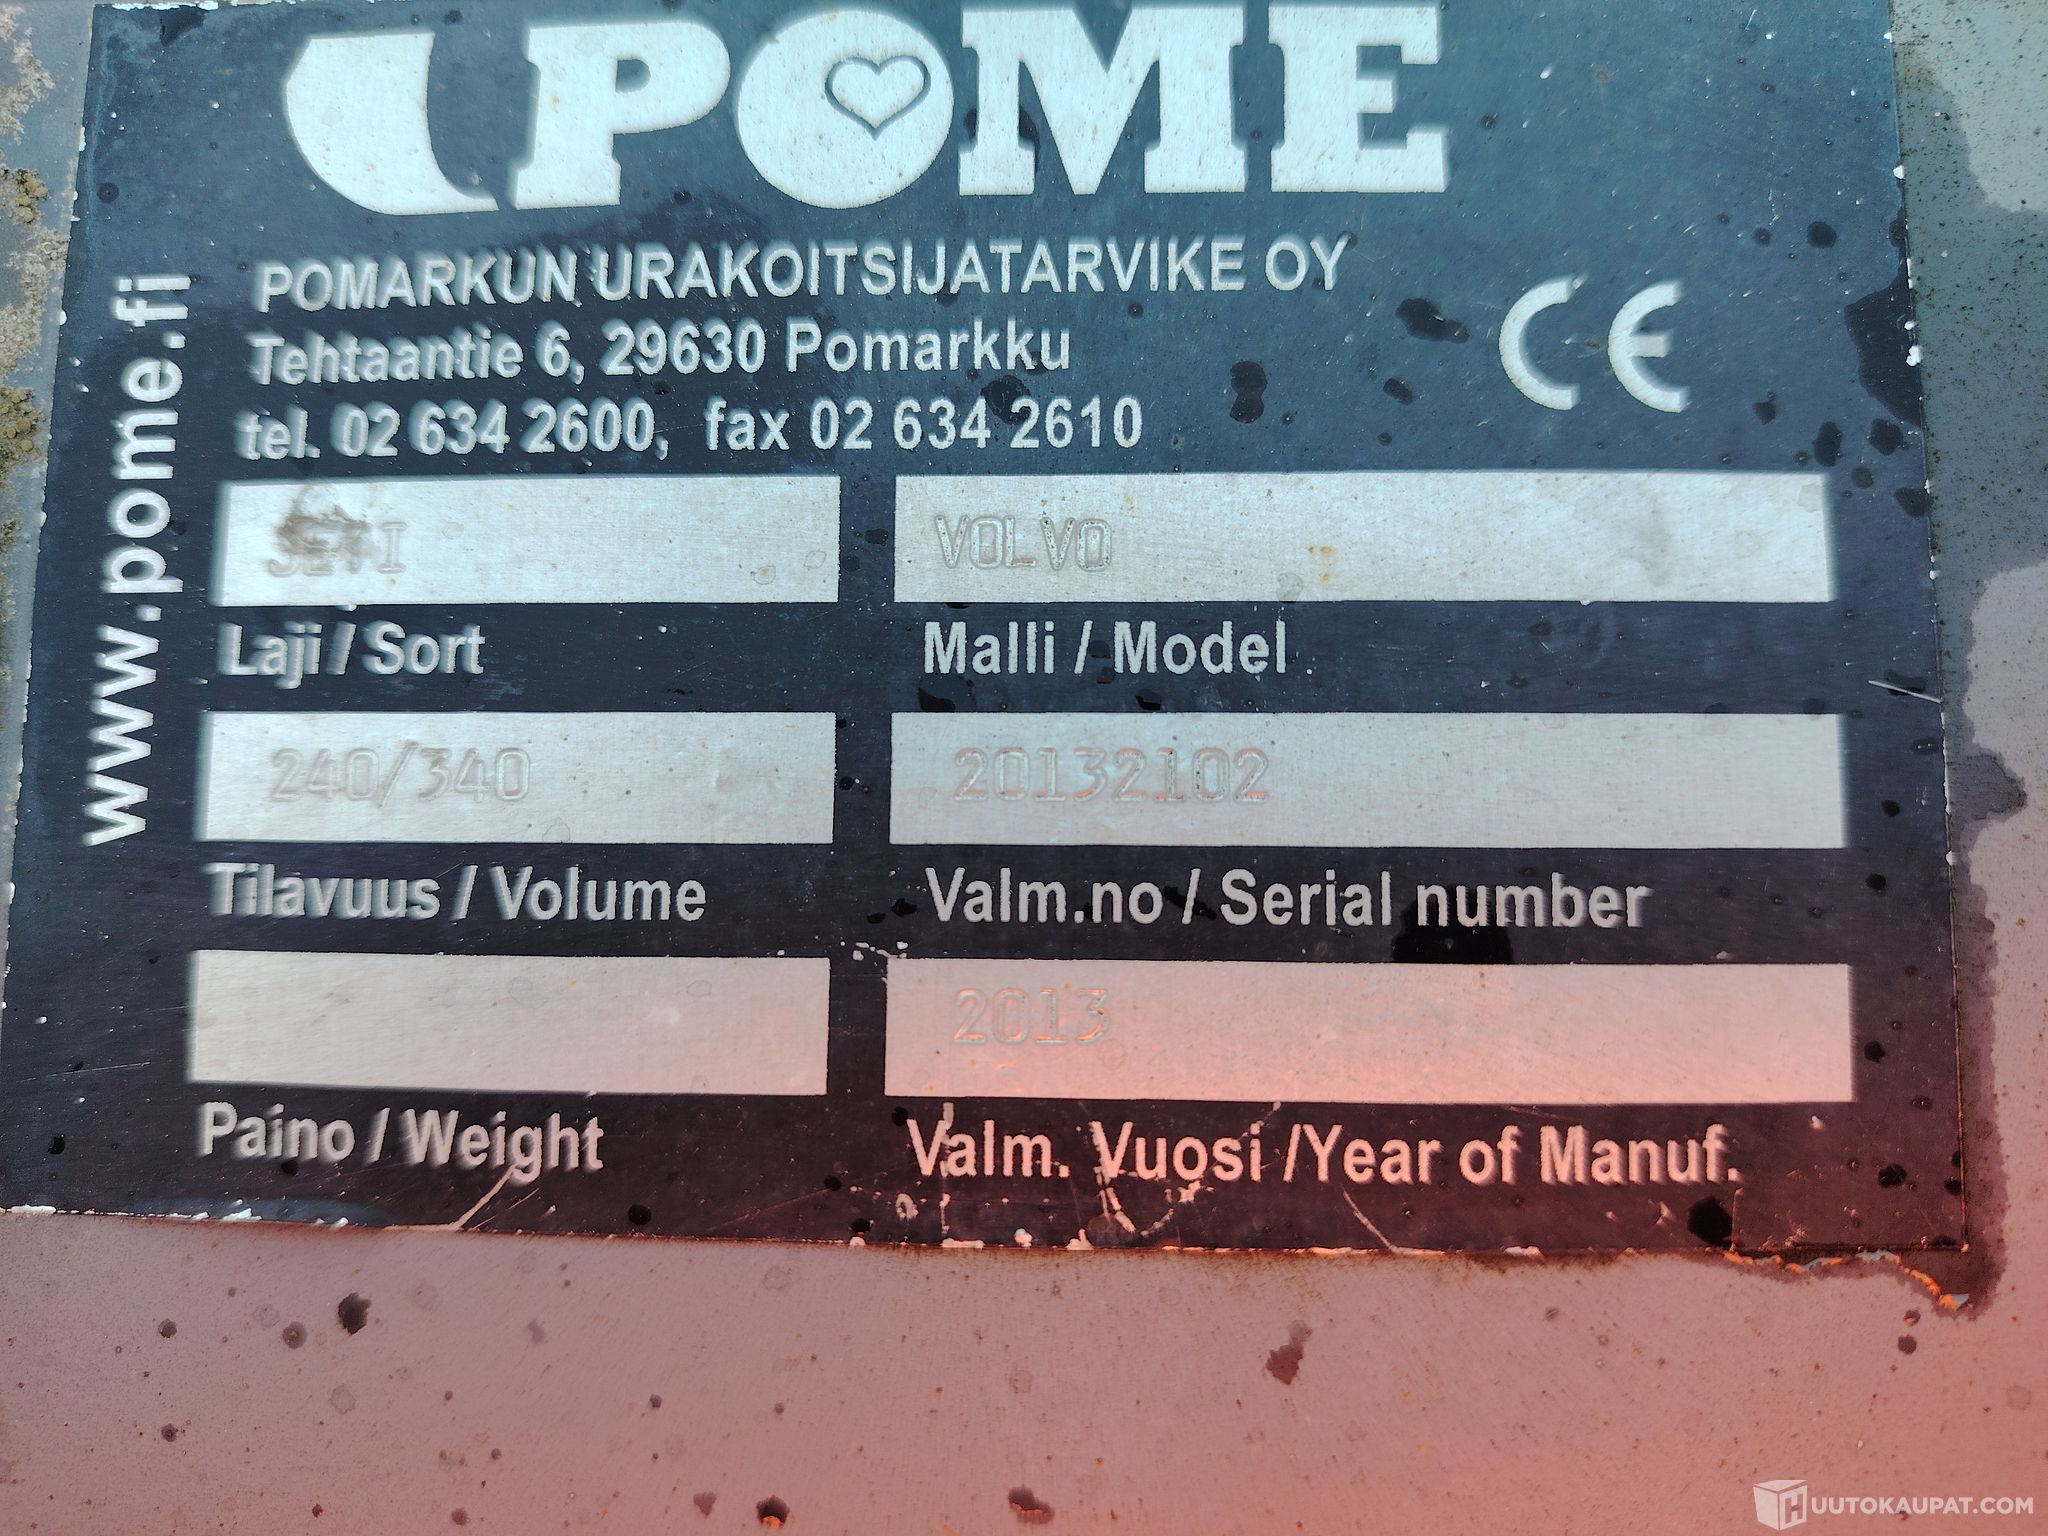 POME
POMARKUN URAKOITSIJATARVIKE OY
Tehtaantie 6, 29630 Pomarkku
tel. 02 634 2600, fax 02 634 2610
CE
www.pome.fi
JETI
Laji / Sort
VOLVO
Malli / Model
240/340
Tilavuus / Volume
20132102
Valm.no / Serial number
Paino / Weight
2013
Valm. Vuosi /Year of Manuf.
HUUTOKAUPAT.COM